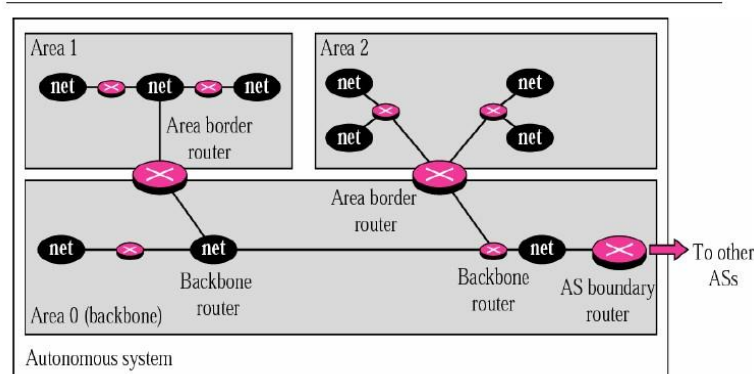 Area 1
Area 2
net
net
net
net
net
Area border
router
net
net
Area border
router
net
net
net
Backbone
router
Backbone
router
AS boundary
router
To other
ASs
Area 0 (backbone)
Autonomous system